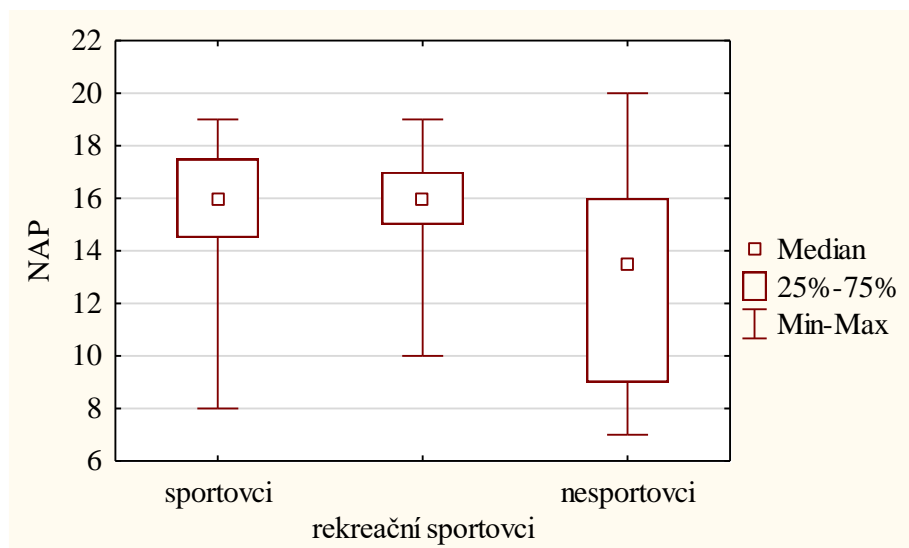 22
20
18
16
14
12
10
8
6
NAP
sportovci
nesportovci
rekreační sportovci
Median
25%-75%
Min-Max